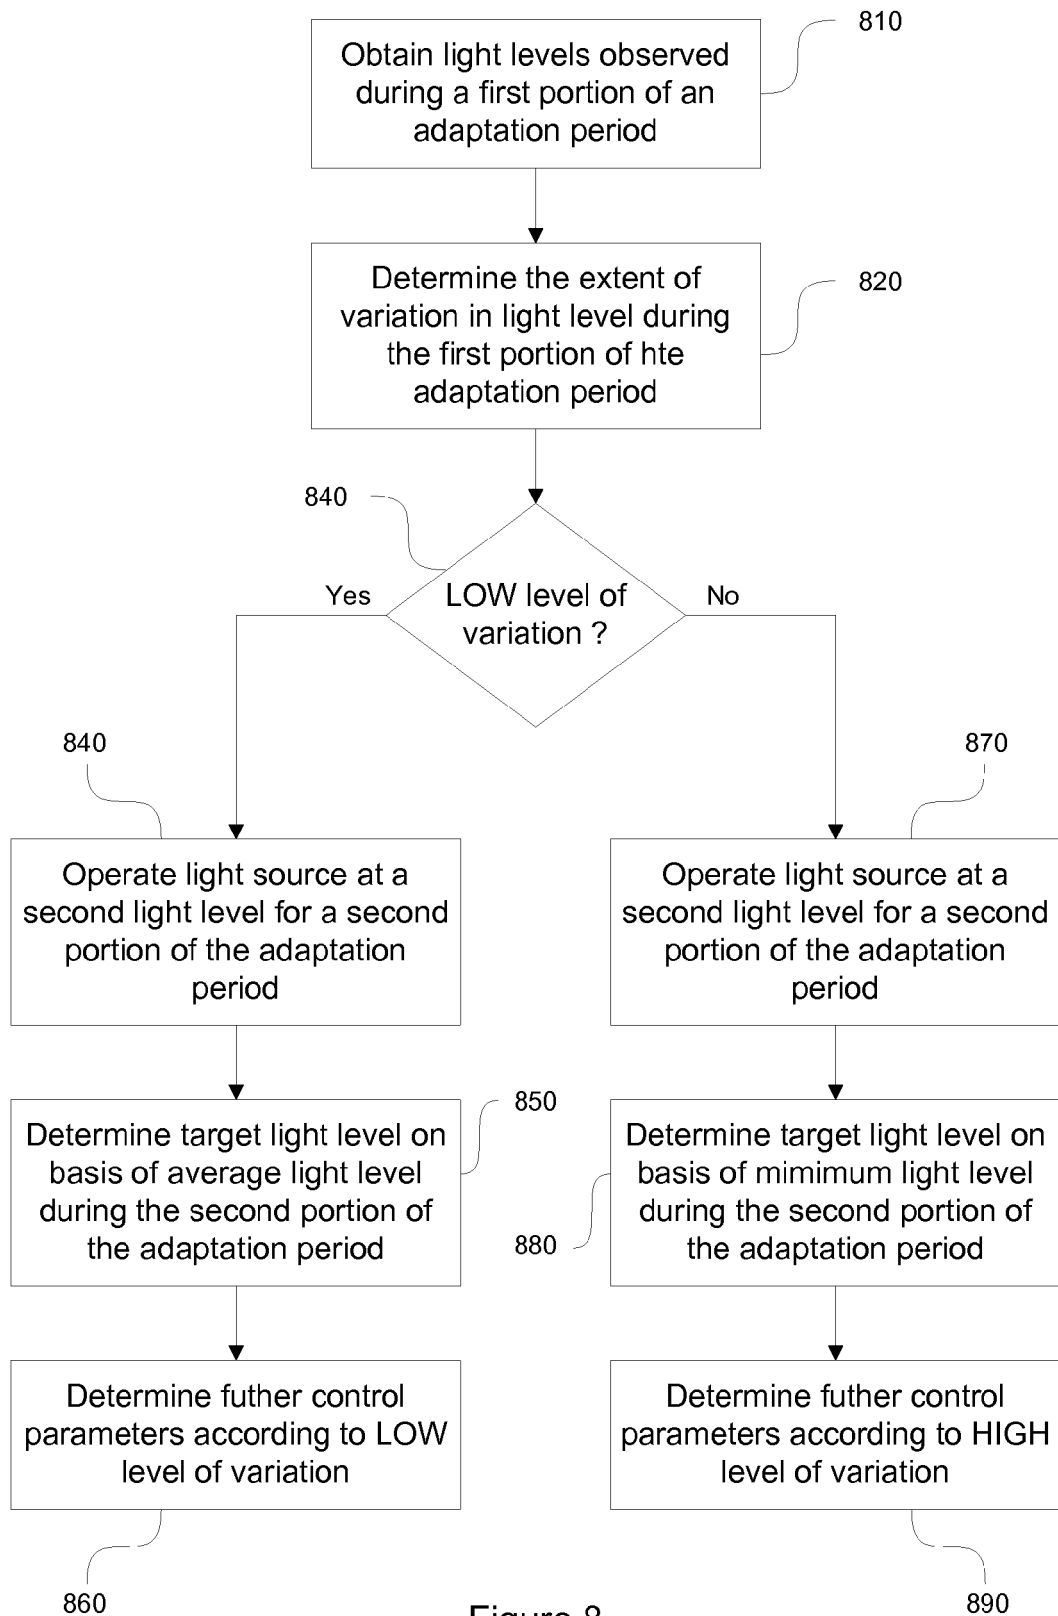 810
Obtain light levels observed
during a first portion of an
adaptation period
820
Determine the extent of
variation in light level during
the first portion of hte
adaptation period
840
Yes
LOW level of
variation ?
No
840
870
Operate light source at a
second light level for a second
portion of the adaptation
period
Operate light source at a
second light level for a second
portion of the adaptation
period
850
Determine target light level on
basis of average light level
during the second portion of
the adaptation period
880
Determine target light level on
basis of mimimum light level
during the second portion of
the adaptation period
Determine futher control
parameters according to LOW
level of variation
Determine futher control
parameters according to HIGH
level of variation
860
890
Figure 8